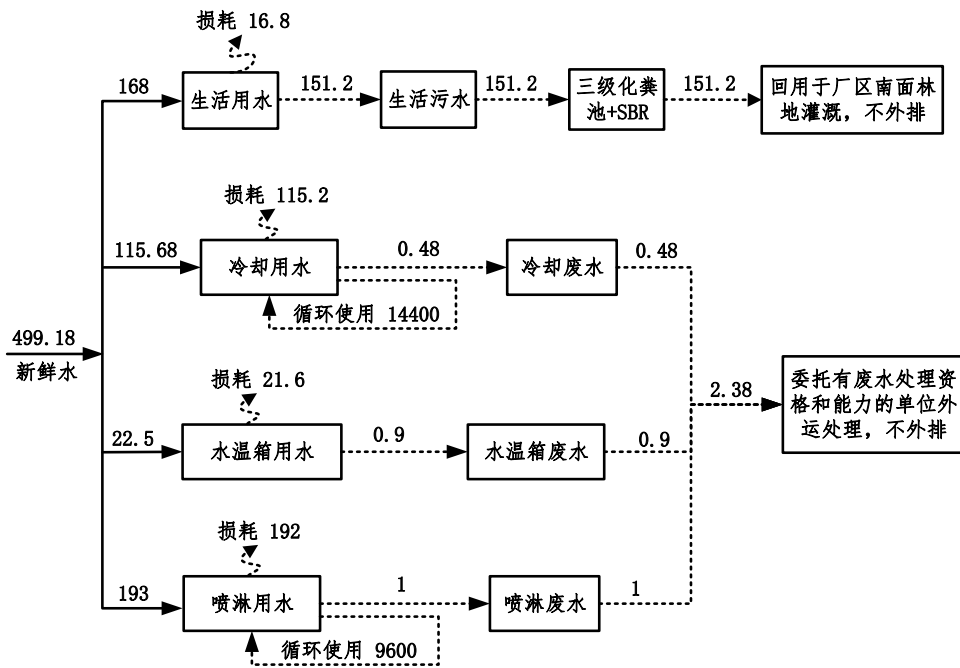 损耗 16.8
168
生活用水
151.2
生活污水
151.2
三级化粪
池+SBR
151.2
回用于厂区南面林
地灌溉，不外排
损耗 115.2
115.68
冷却用水
0.48
冷却废水
0.48
循环使用 14400
499.18
新鲜水
损耗 21.6
22.5
水温箱用水
0.9
水温箱废水
0.9
2.38
委托有废水处理资
格和能力的单位外
运处理，不外排
损耗 192
193
喷淋用水
1
喷淋废水
1
循环使用 9600